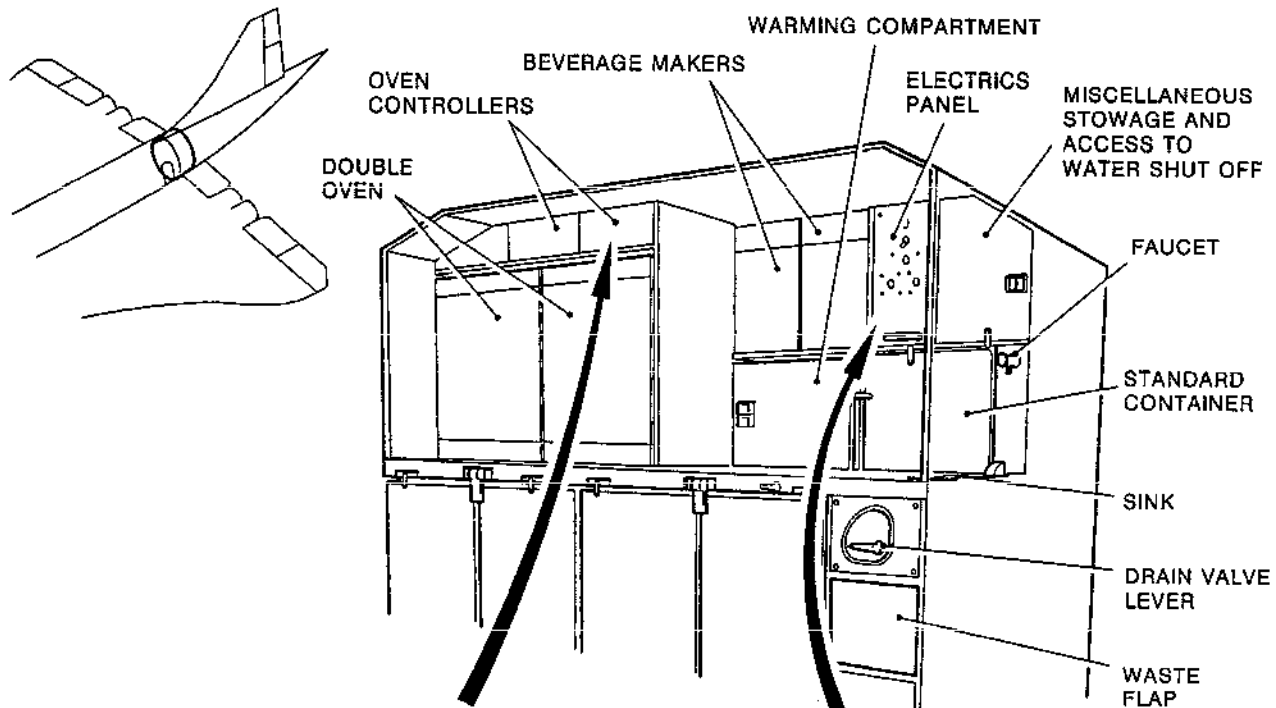 WARMING COMPARTMENT
BEVERAGE MAKERS
OVEN
CONTROLLERS
ELECTRICS
PANEL
MISCELLANEOUS
STOWAGE AND
ACCESS TO
WATER SHUT OFF
DOUBLE
OVEN
FAUCET
STANDARD
CONTAINER
SINK
DRAIN VALVE
LEVER
WASTE
FLAP